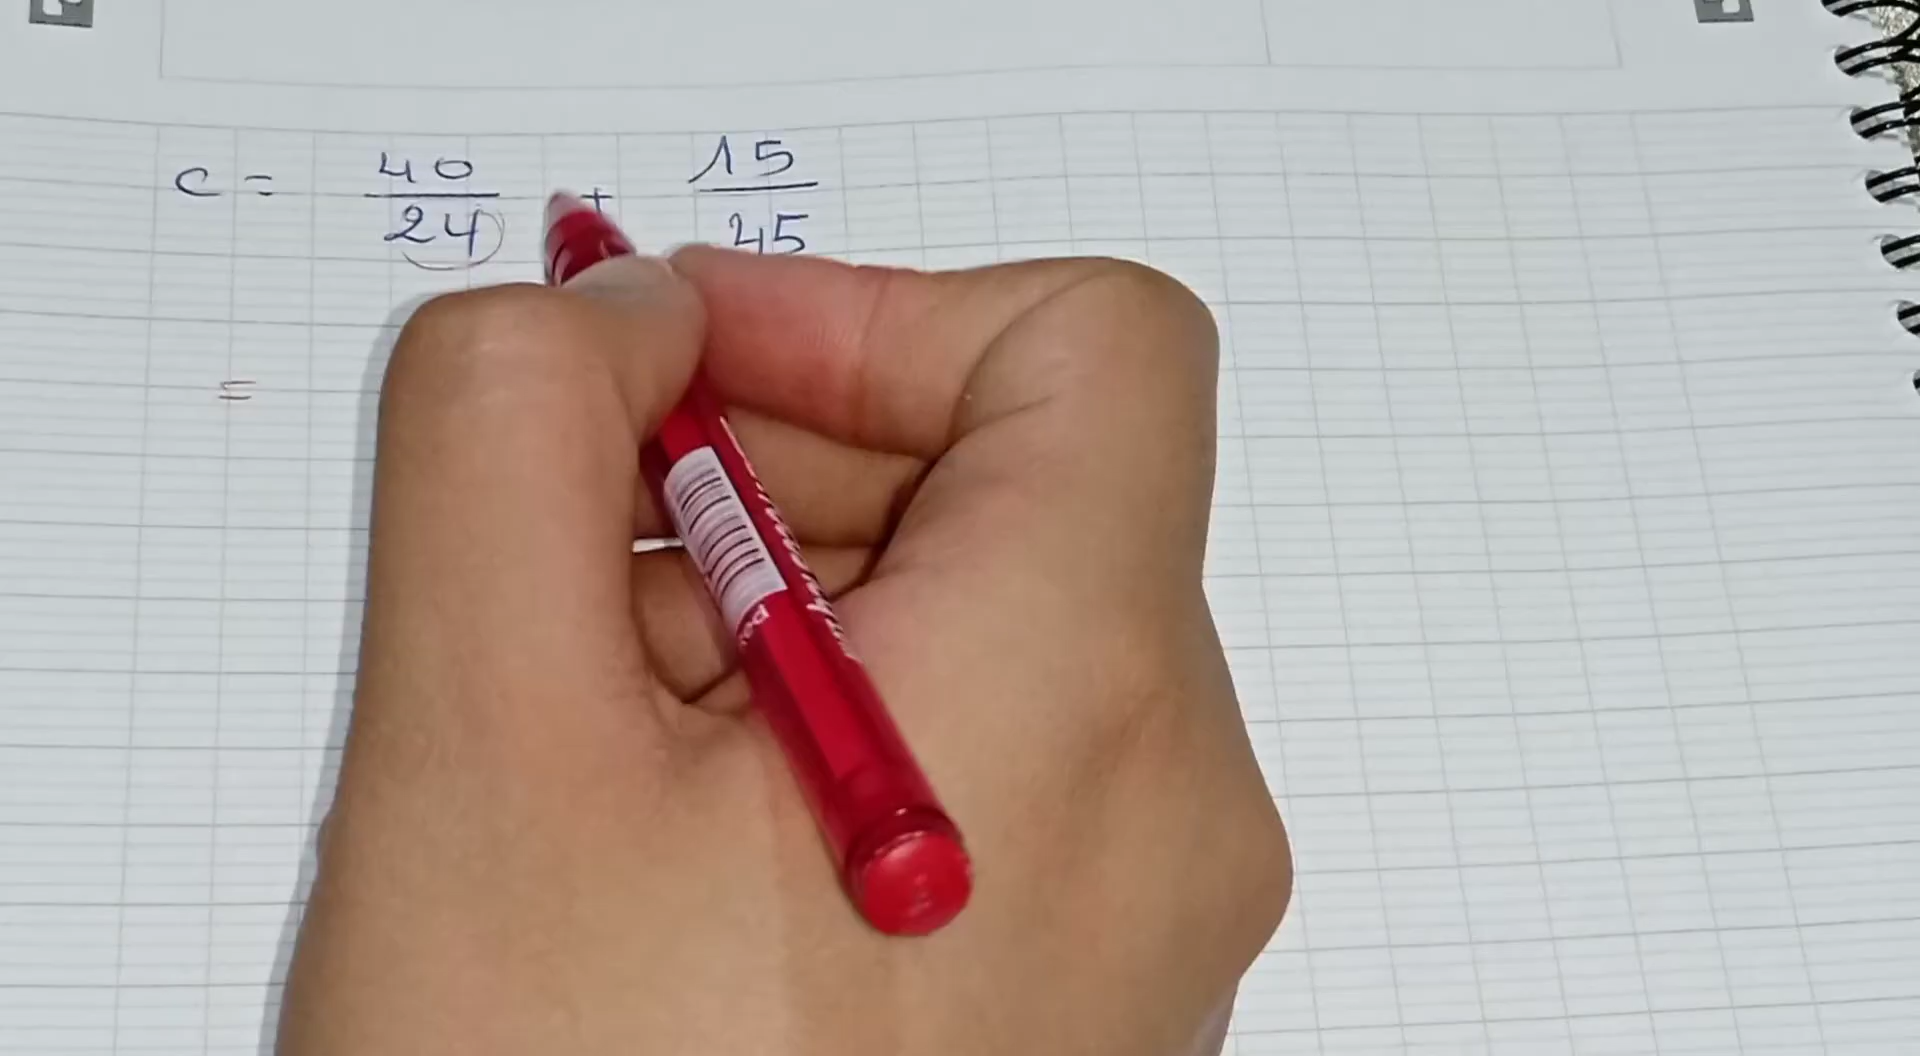 c = 40/24 + 15/45
=